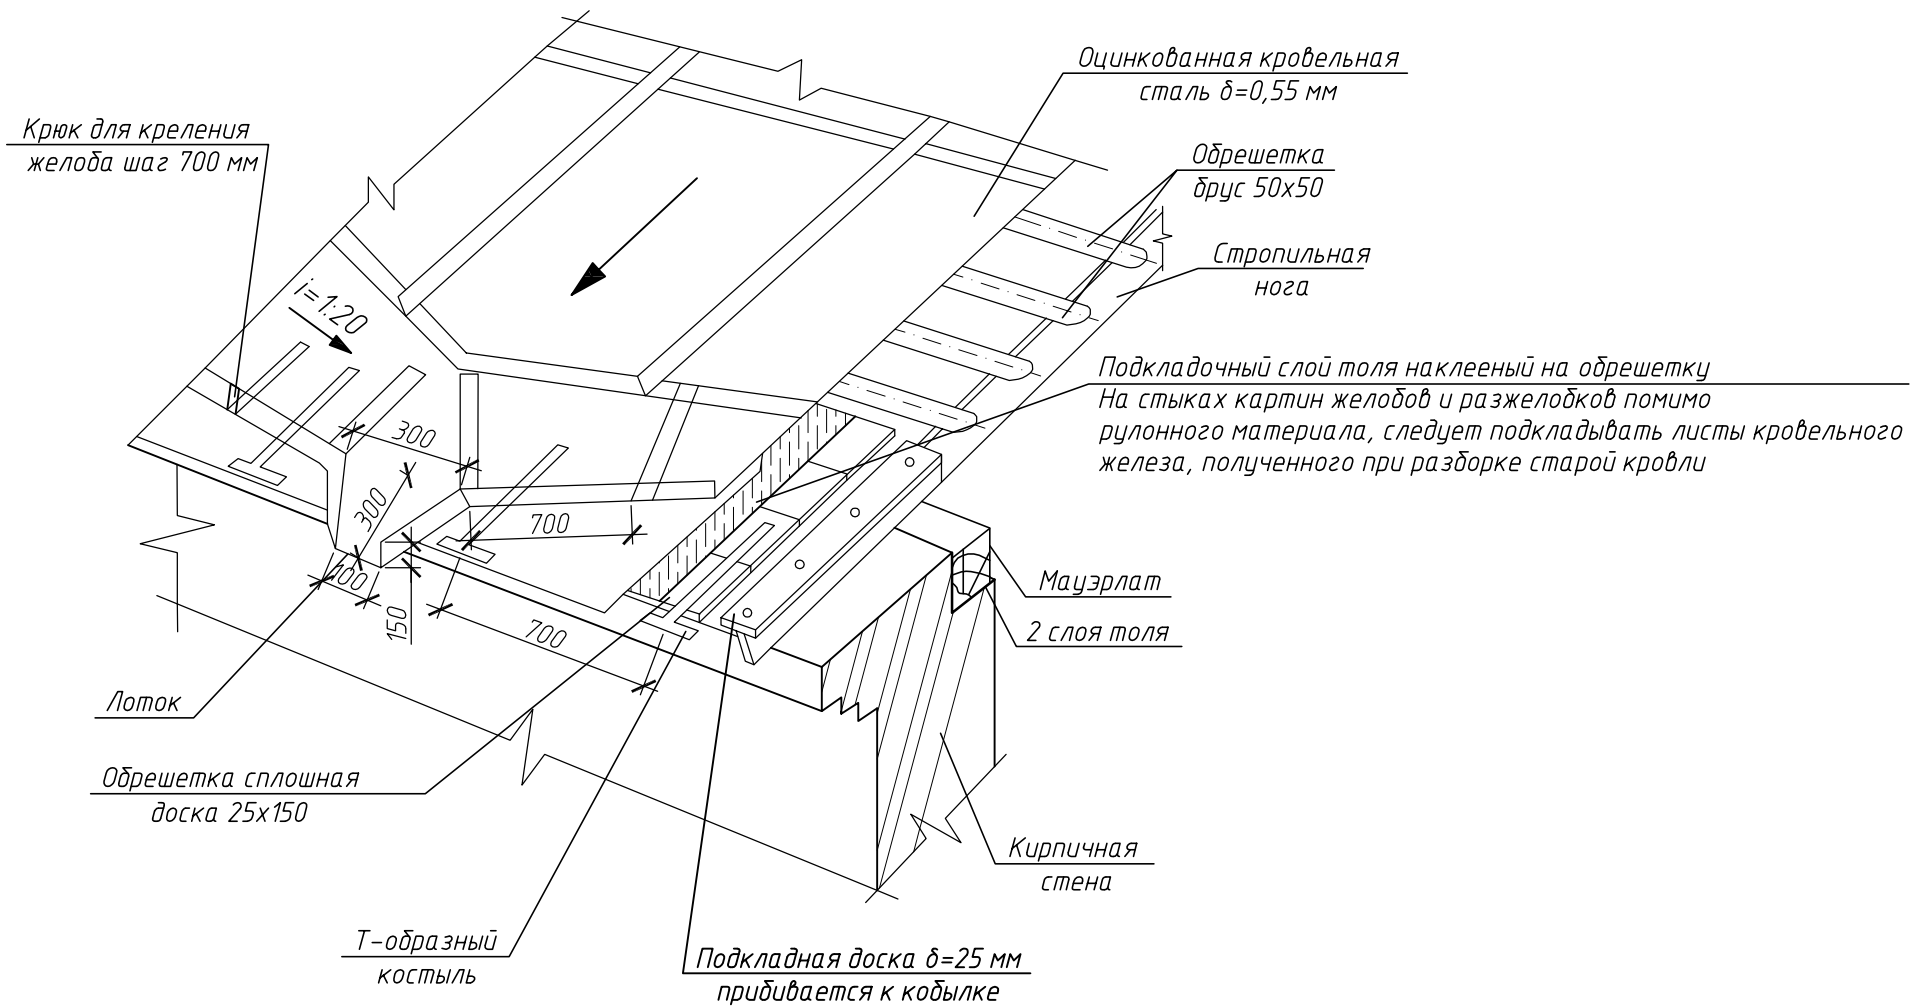 Оцинкованная кровельная
сталь δ=0,55 мм
Крюк для креления
желоба шаг 700 мм
Обрешетка
брус 50х50
Стропильная
нога
i=1:20
Подкладочный слой толя наклееный на обрешетку
На стыках картин желобов и разжелобков помимо
рулонного материала, следует подкладывать листы кровельного
железа, полученного при разборке старой кровли
300
300
700
100
150
700
Мауэрлат
2 слоя толя
Лоток
Обрешетка сплошная
доска 25х150
Кирпичная
стена
Т-образный
костыль
Подкладная доска δ=25 мм
прибивается к кобылке